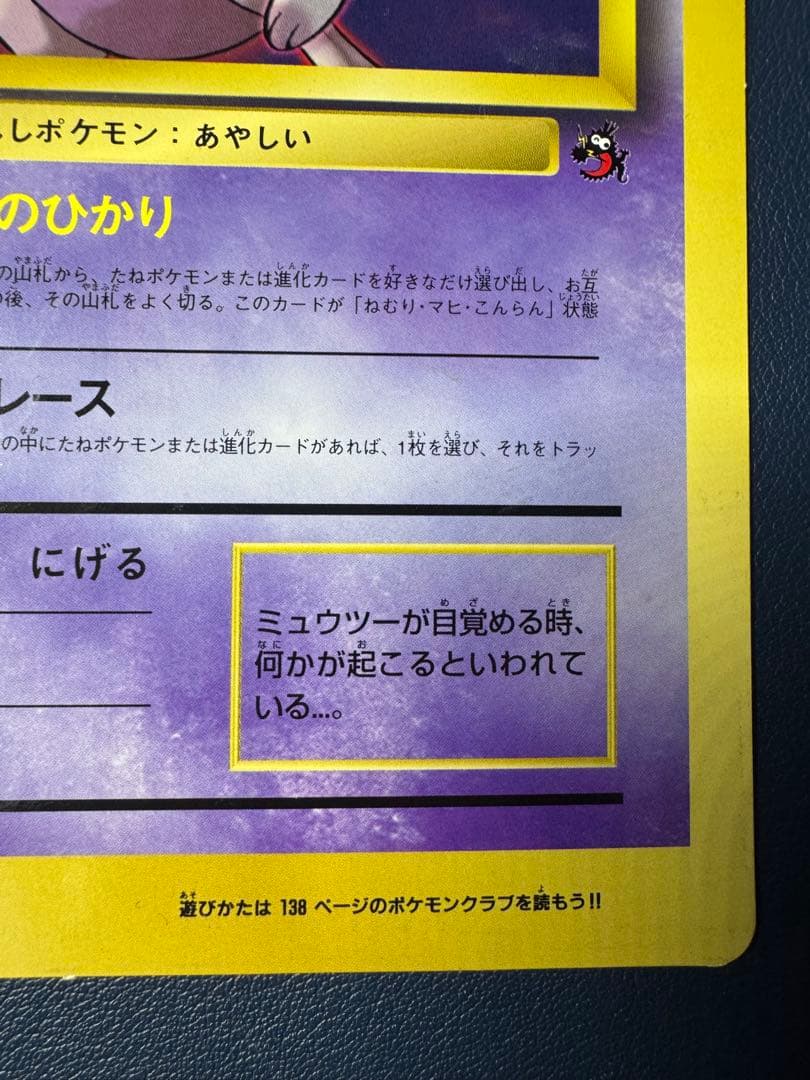 しポケモン：あやしい
のひかり
の山札から、たねポケモンまたは進化カードを好きなだけ選び出し、お互
後、その山札をよく切る。このカードが「ねむり・マヒ・こんらん」状態
レース
の中にたねポケモンまたは進化カードがあれば、1枚を選び、それをトラッ
にげる
ミュウツーが目覚める時、
何かが起こるといわれて
いる…。
遊びかたは 138 ページのポケモンクラブを読もう!!